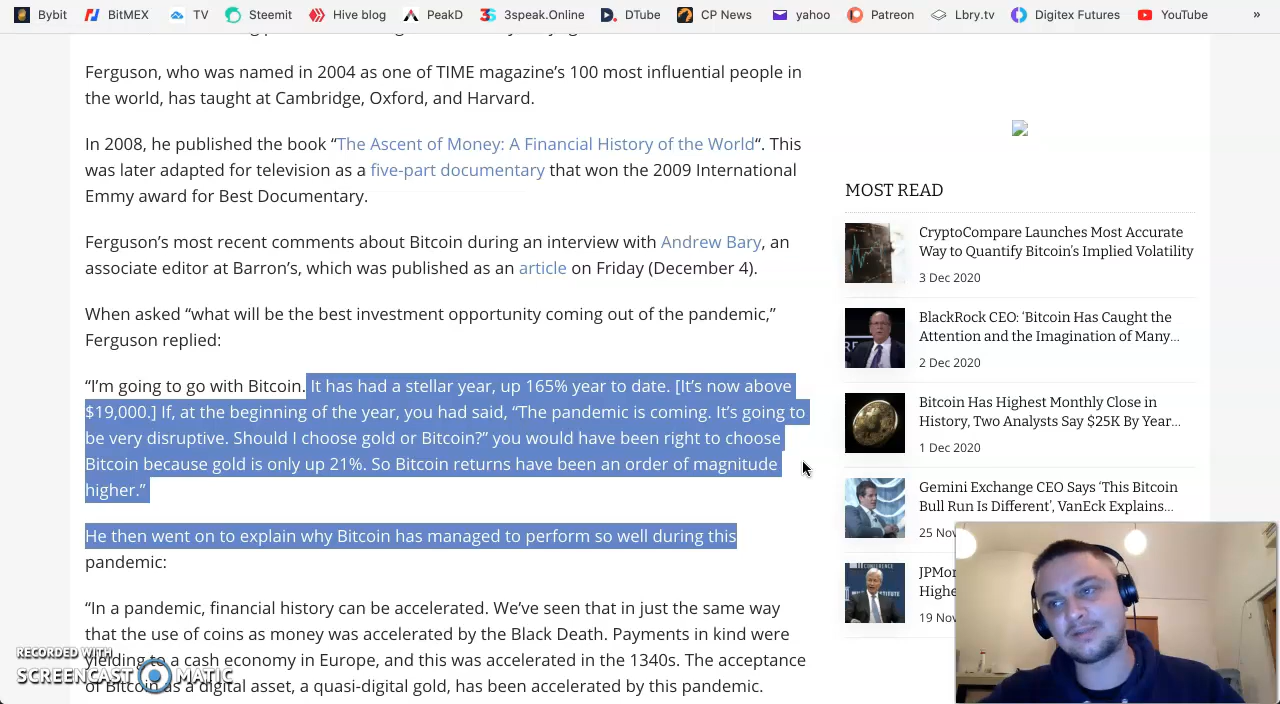 Bybit BitMEX TV Steemit Hive blog PeakD 3speak.Online DTube CP News yahoo Patreon Lbry.tv Digitex Futures YouTube »
Ferguson, who was named in 2004 as one of TIME magazine’s 100 most influential people in
the world, has taught at Cambridge, Oxford, and Harvard.
In 2008, he published the book “The Ascent of Money: A Financial History of the World“. This
was later adapted for television as a five-part documentary that won the 2009 International
Emmy award for Best Documentary.
Ferguson’s most recent comments about Bitcoin during an interview with Andrew Bary, an
associate editor at Barron’s, which was published as an article on Friday (December 4).
When asked “what will be the best investment opportunity coming out of the pandemic,”
Ferguson replied:
“I’m going to go with Bitcoin. It has had a stellar year, up 165% year to date. [It’s now above
$19,000.] If, at the beginning of the year, you had said, “The pandemic is coming. It’s going to
be very disruptive. Should I choose gold or Bitcoin?” you would have been right to choose
Bitcoin because gold is only up 21%. So Bitcoin returns have been an order of magnitude
higher.”
He then went on to explain why Bitcoin has managed to perform so well during this
pandemic:
“In a pandemic, financial history can be accelerated. We’ve seen that in just the same way
that the use of coins as money was accelerated by the Black Death. Payments in kind were
yielding to a cash economy in Europe, and this was accelerated in the 1340s. The acceptance
of Bitcoin as a digital asset, a quasi-digital gold, has been accelerated by this pandemic.
MOST READ
CryptoCompare Launches Most Accurate
Way to Quantify Bitcoin’s Implied Volatility
3 Dec 2020
BlackRock CEO: ‘Bitcoin Has Caught the
Attention and the Imagination of Many...
2 Dec 2020
Bitcoin Has Highest Monthly Close in
History, Two Analysts Say $25K By Year...
1 Dec 2020
Gemini Exchange CEO Says ‘This Bitcoin
Bull Run Is Different’, VanEck Explains...
25 Nov
JPMor
Highe
19 Nov
RECORDED WITH
SCREENCAST MATIC